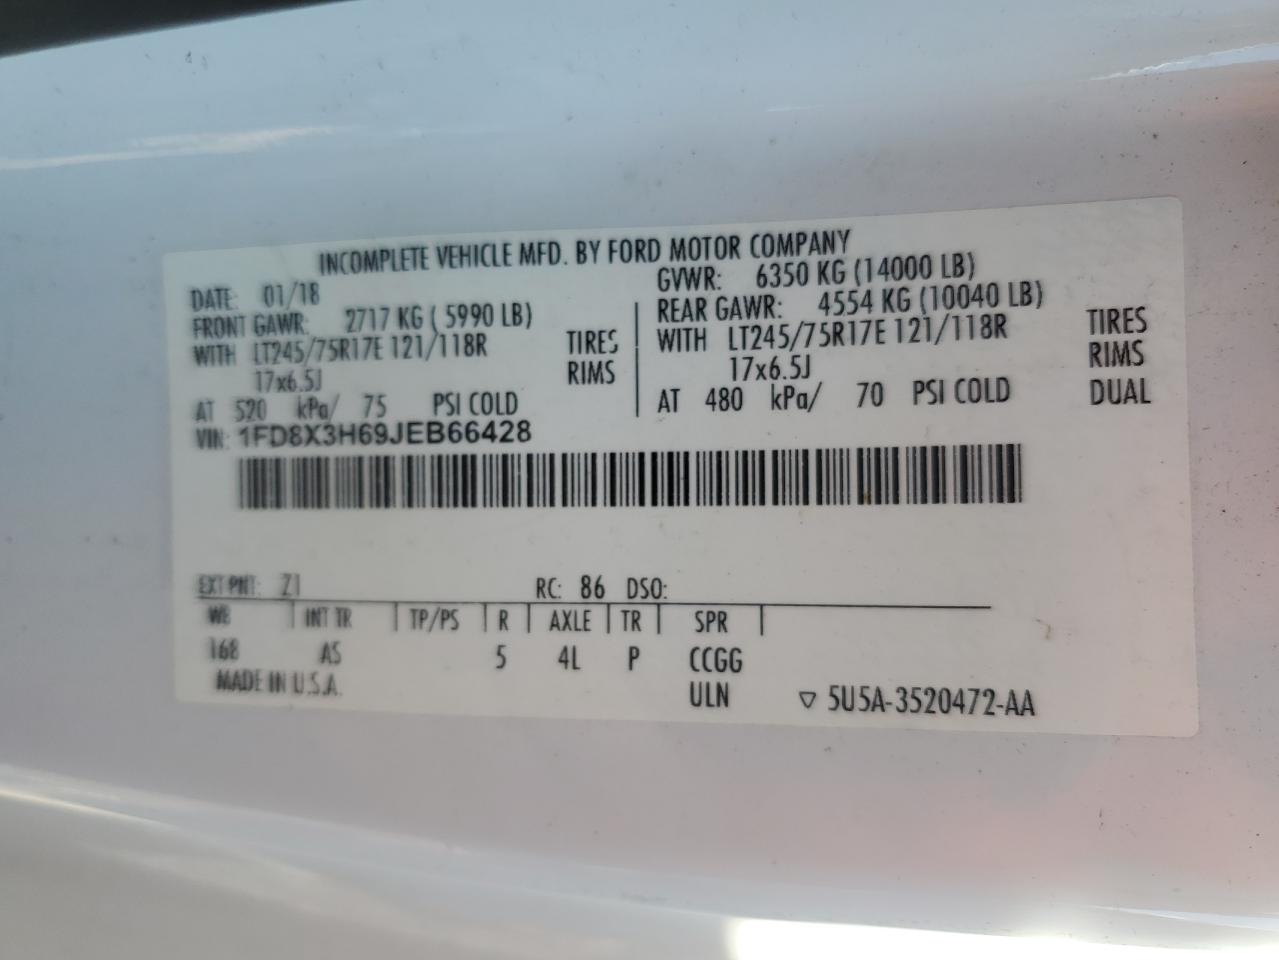 INCOMPLETE VEHICLE MFD. BY FORD MOTOR COMPANY
DATE: 01/18
FRONT GAWR: 2717 KG ( 5990 LB)
WITH LT245/75R17E 121/118R TIRES
17x6.5J RIMS
AT 520 kPa/ 75 PSI COLD
GVWR: 6350 KG (14000 LB)
REAR GAWR: 4554 KG (10040 LB)
WITH LT245/75R17E 121/118R TIRES
17x6.5J RIMS
AT 480 kPa/ 70 PSI COLD DUAL
VIN: 1FD8X3H69JEB66428
EXT PNT: Z1 RC: 86 DSO:
WB INT TR TP/PS R AXLE TR SPR
168 AS 5 4L P CCGG
MADE IN U.S.A. ULN ▽ 5U5A-3520472-AA